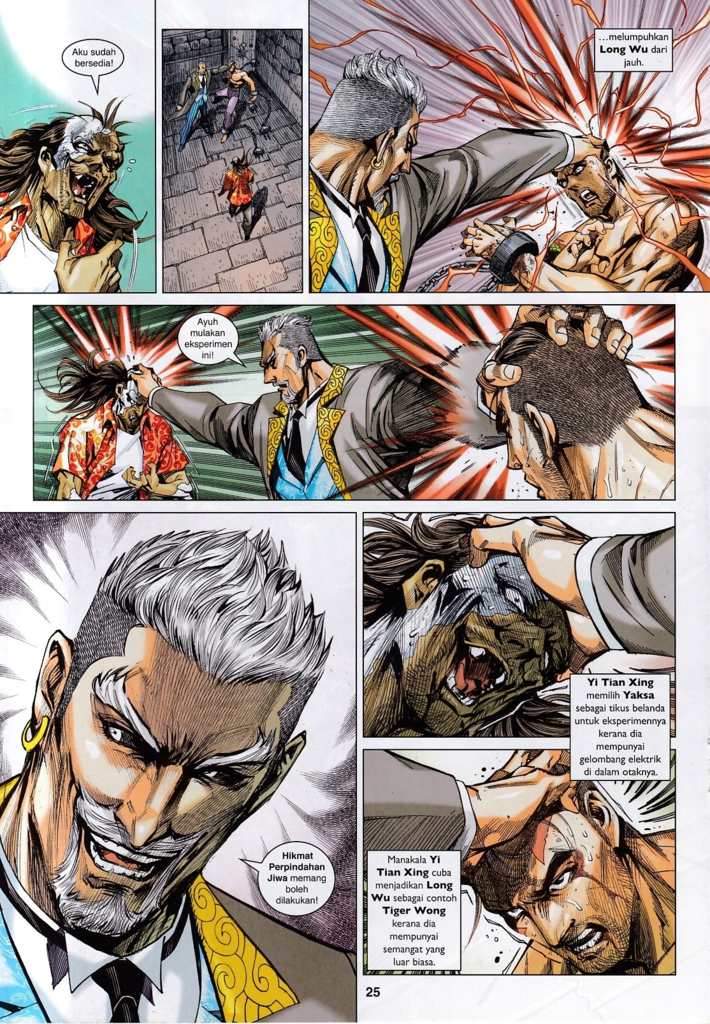 Aku sudah
bersedia!
...melumpuhkan
Long Wu dari
jauh.
Ayuh
mulakan
eksperimen
ini!
Hikmat
Perpindahan
Jiwa memang
boleh
dilakukan!
Yi Tian Xing
memilih Yaksa
sebagai tikus belanda
untuk eksperimennya
kerana dia
mempunyai
gelombang elektrik
di dalam otaknya.
Manakala Yi
Tian Xing cuba
menjadikan Long
Wu sebagai contoh
Tiger Wong
kerana dia
mempunyai
semangat yang
luar biasa.
25